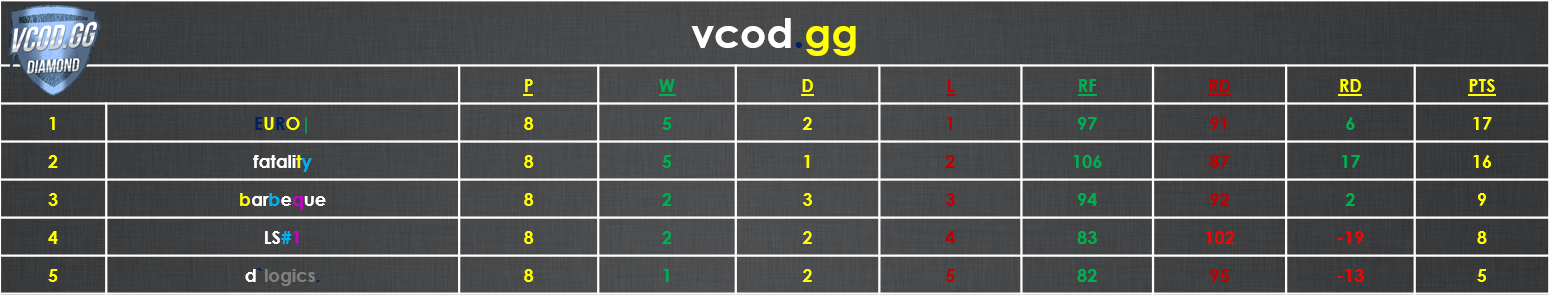 VCOD.GG
DIAMOND
vcod.gg
P W D L RF RD RD PTS
1 EURO| 8 5 2 1 97 91 6 17
2 fatality 8 5 1 2 106 87 17 16
3 barbeque 8 2 3 3 94 92 2 9
4 LS#1 8 2 2 4 83 102 -19 8
5 d`logics. 8 1 2 5 82 95 -13 5